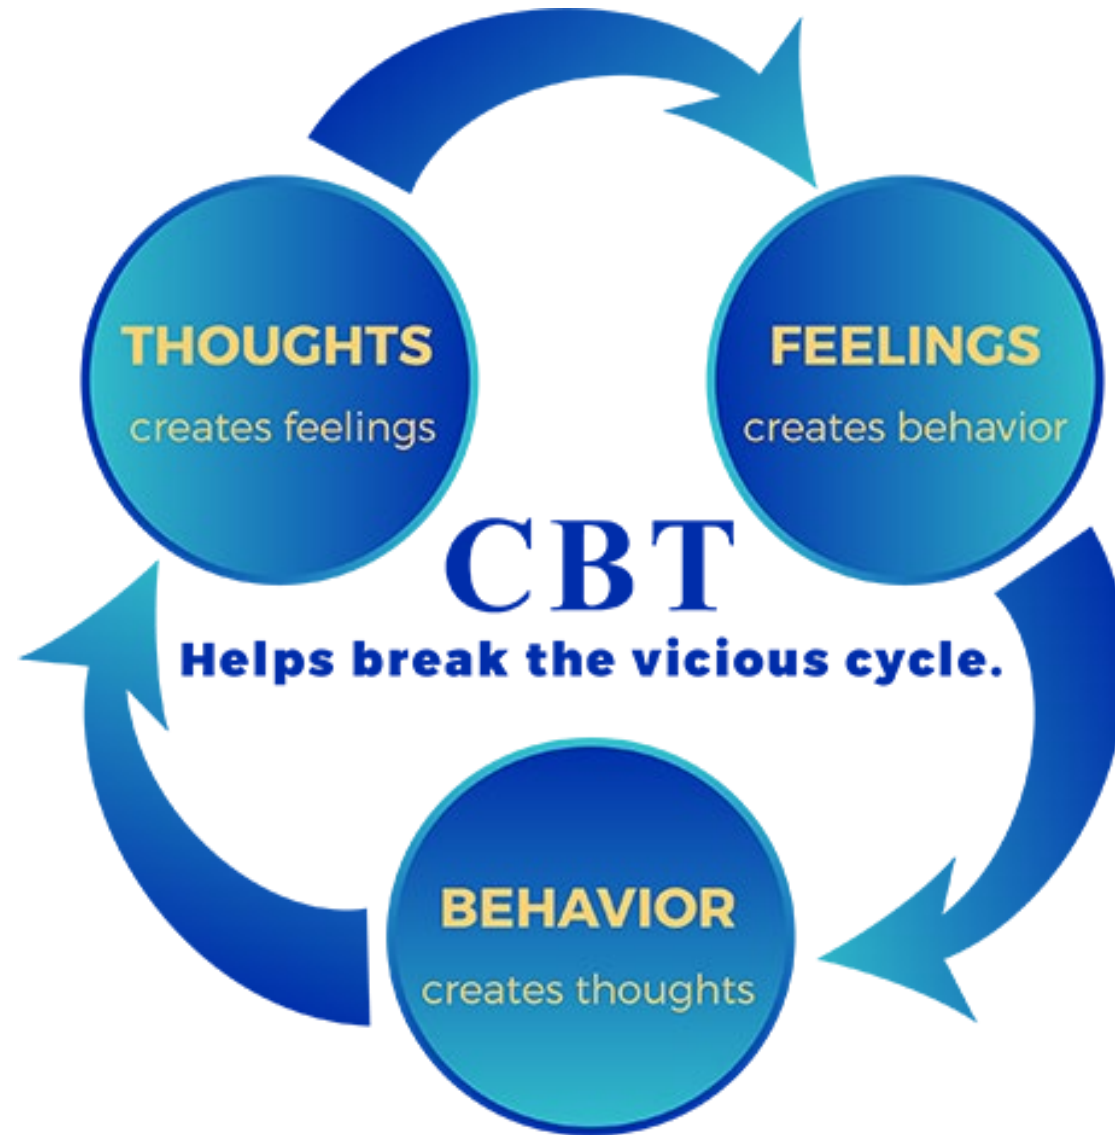 THOUGHTS
creates feelings
FEELINGS
creates behavior
CBT
Helps break the vicious cycle.
BEHAVIOR
creates thoughts